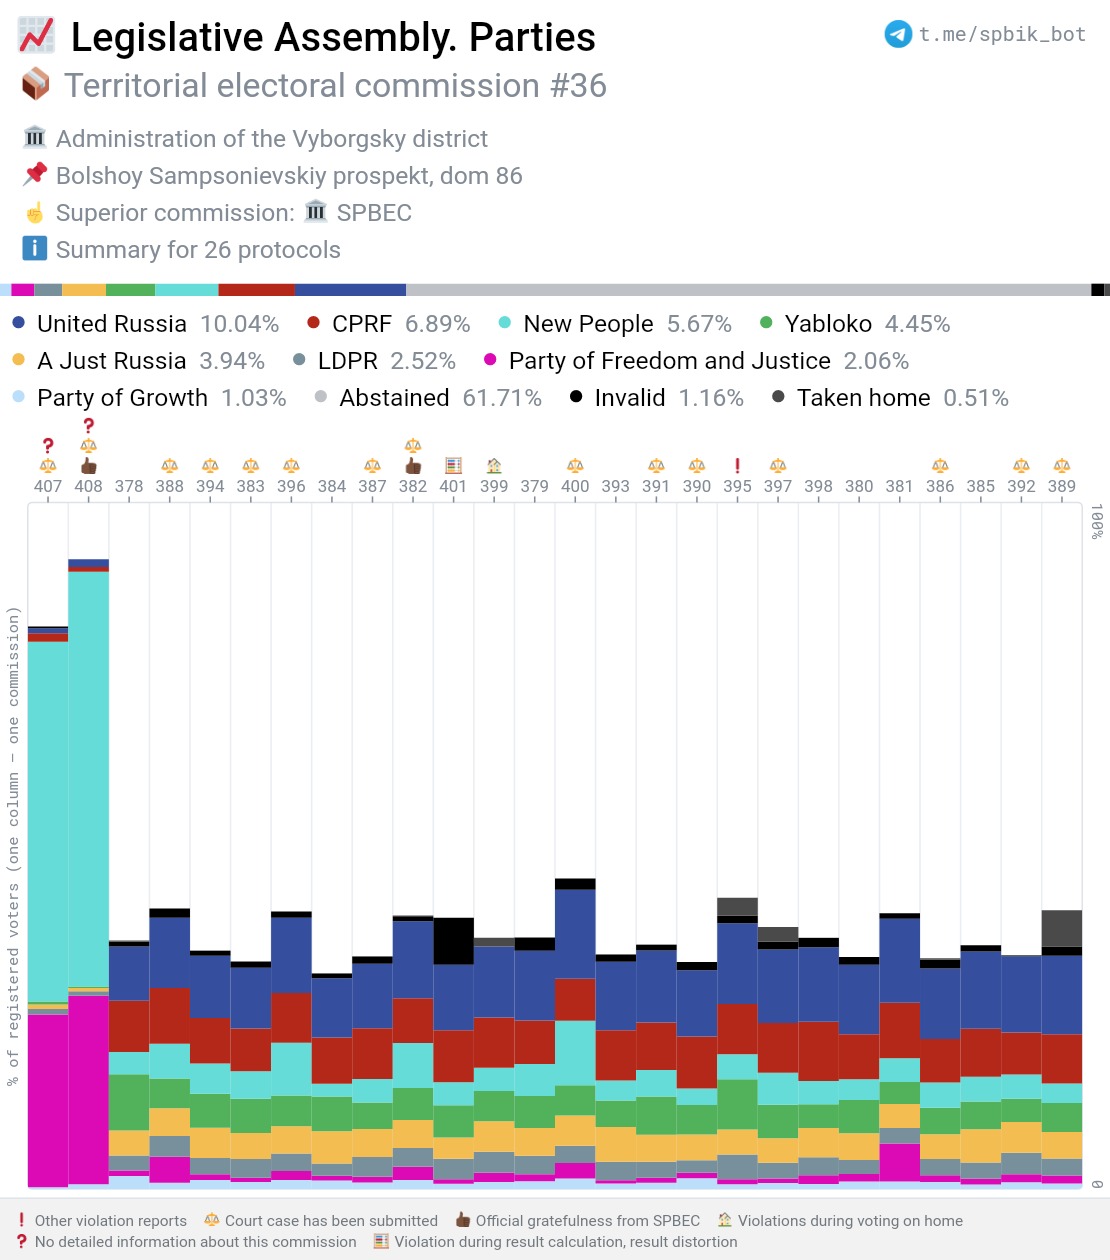 Legislative Assembly. Parties
t.me/spbik_bot
Territorial electoral commission #36
Administration of the Vyborgsky district
Bolshoy Sampsonievskiy prospekt, dom 86
Superior commission: SPBEC
Summary for 26 protocols
United Russia 10.04% CPRF 6.89% New People 5.67% Yabloko 4.45%
A Just Russia 3.94% LDPR 2.52% Party of Freedom and Justice 2.06%
Party of Growth 1.03% Abstained 61.71% Invalid 1.16% Taken home 0.51%
407 408 378 388 394 383 396 384 387 382 401 399 379 400 393 391 390 395 397 398 380 381 386 385 392 389
100%
% of registered voters (one column – one commission)
0
Other violation reports Court case has been submitted Official gratefulness from SPBEC Violations during voting on home
No detailed information about this commission Violation during result calculation, result distortion